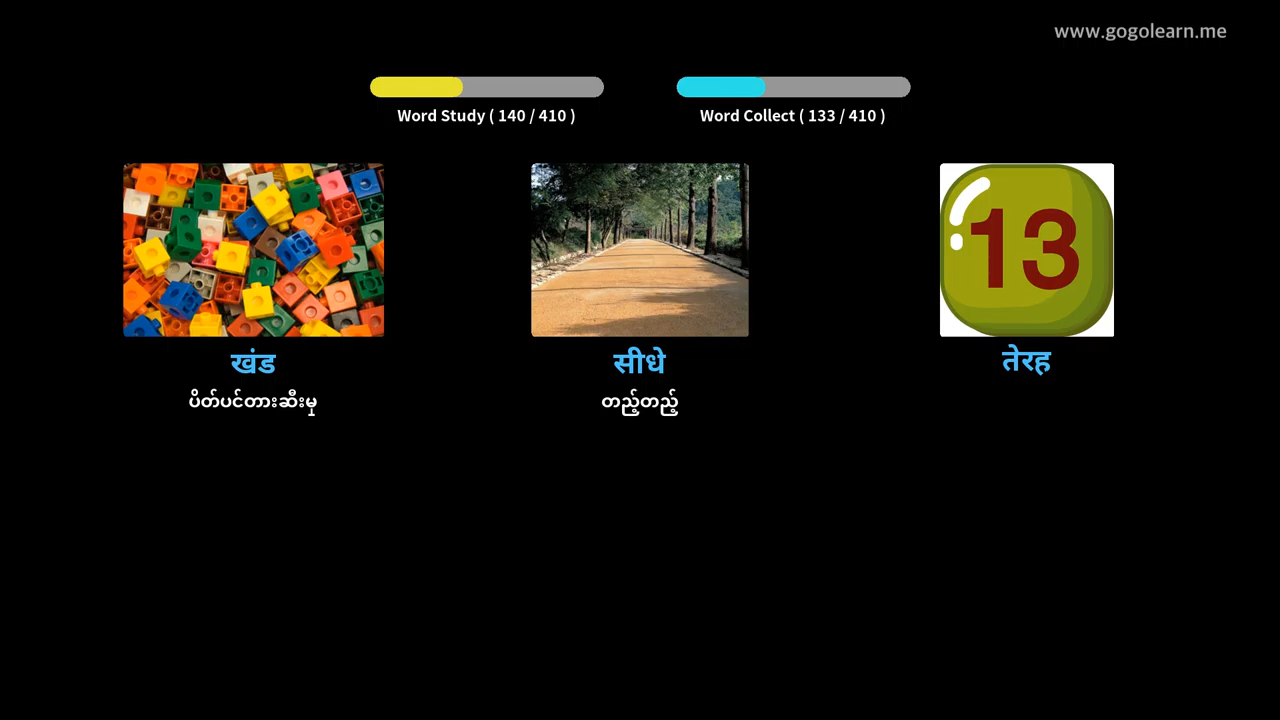 www.gogolearn.me
Word Study ( 140 / 410 )
Word Collect ( 133 / 410 )
13
खंड
सीधे
तेरह
ပိတ်ပင်တားဆီးမှု
တည့်တည့်